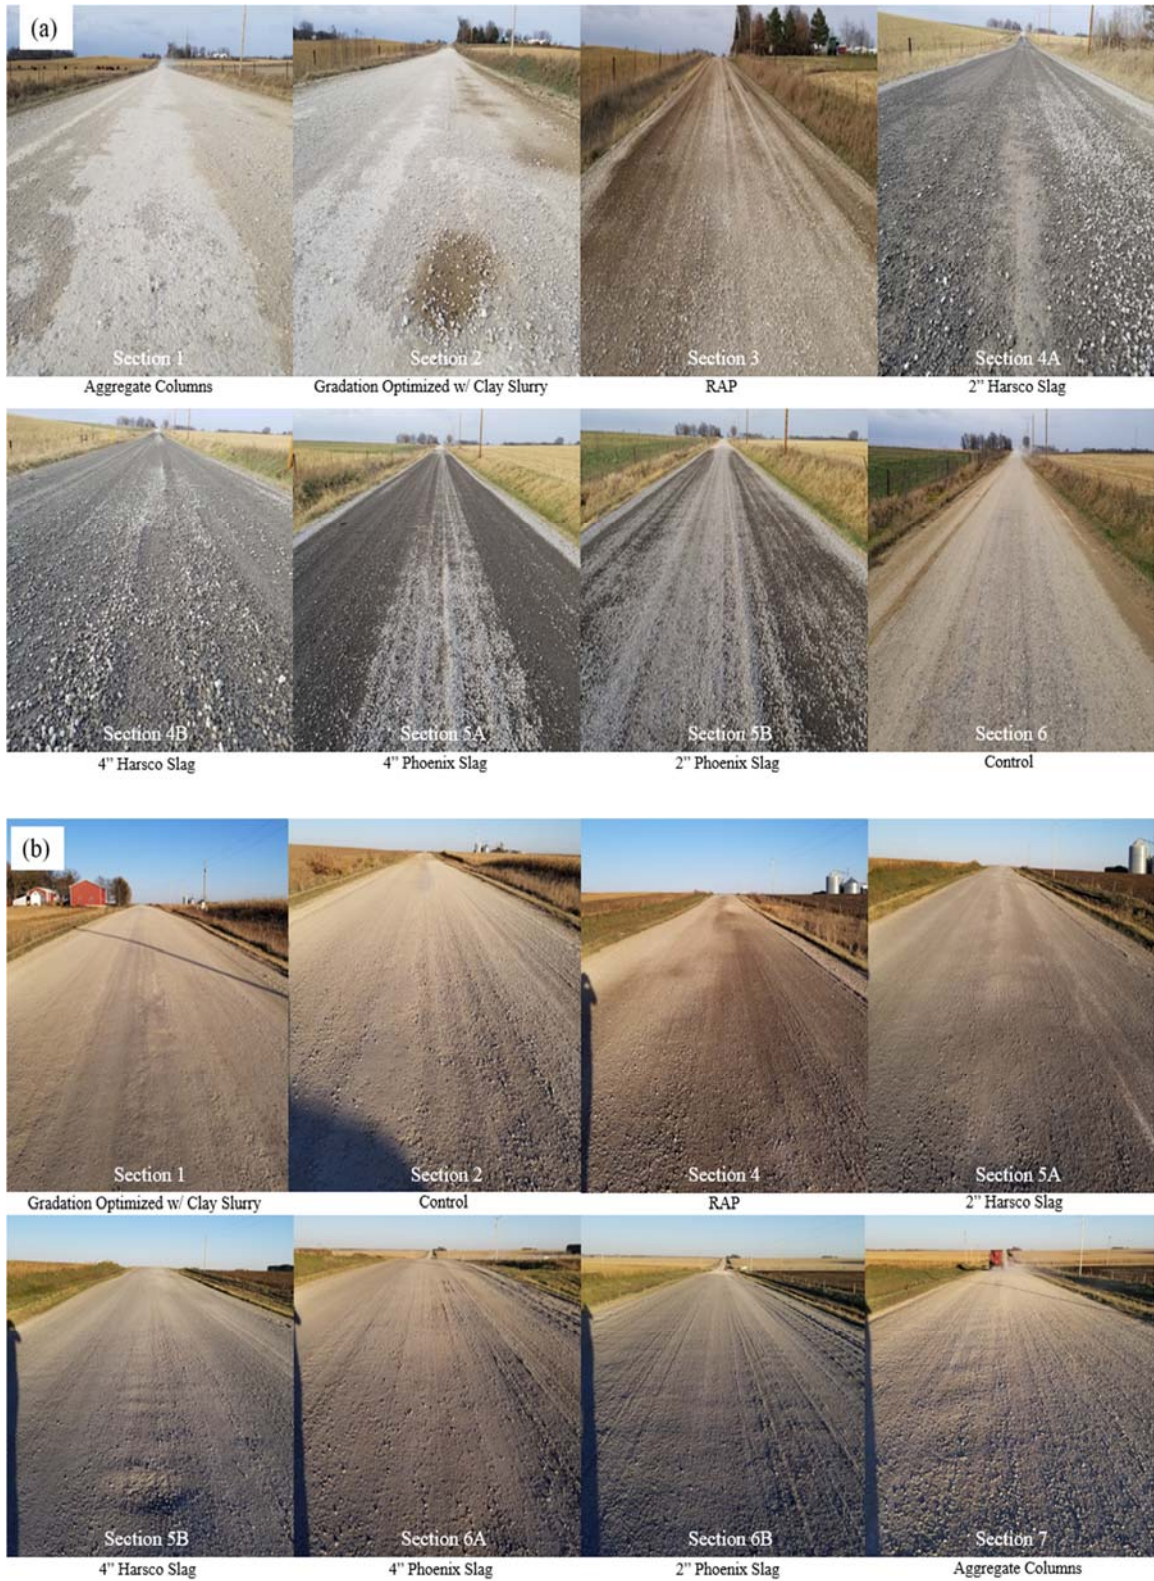 (a)
Section 1
Section 2
Section 3
Section 4A
Aggregate Columns
Gradation Optimized w/ Clay Slurry
RAP
2” Harsco Slag
Section 4B
Section 5A
Section 5B
Section 6
4” Harsco Slag
4” Phoenix Slag
2” Phoenix Slag
Control
(b)
Section 1
Section 2
Section 4
Section 5A
Gradation Optimized w/ Clay Slurry
Control
RAP
2” Harsco Slag
Section 5B
Section 6A
Section 6B
Section 7
4” Harsco Slag
4” Phoenix Slag
2” Phoenix Slag
Aggregate Columns